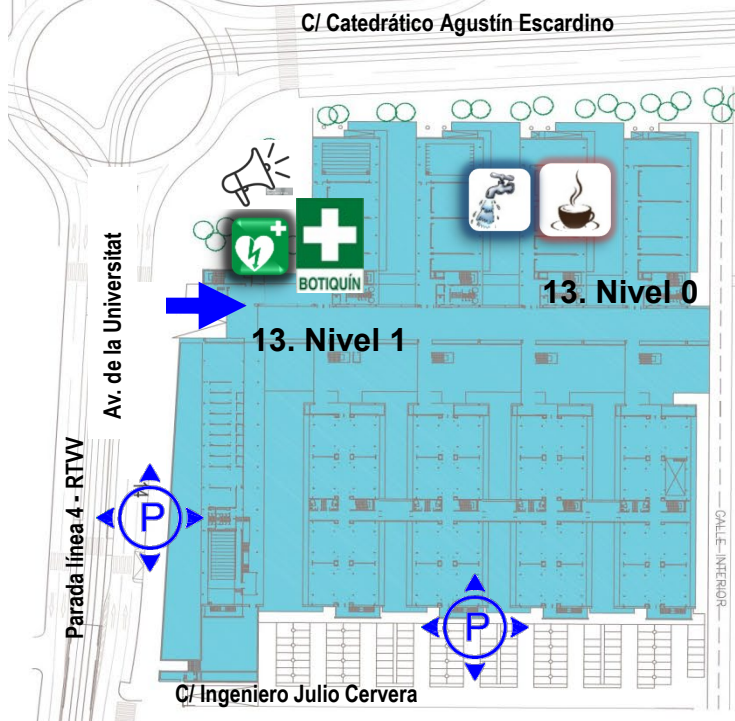 C/ Catedrático Agustín Escardino
BOTIQUÍN
13. Nivel 0
13. Nivel 1
Av. de la Universitat
Parada línea 4 - RTVV
P
P
CALLE INTERIOR
C/ Ingeniero Julio Cervera